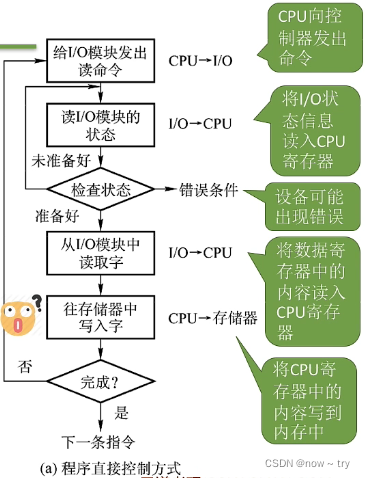 给I/O模块发出
读命令
CPU→I/O
CPU向控
制器发出
命令
读I/O模块的
状态
I/O→CPU
将I/O状
态信息
读入CPU
寄存器
未准备好
检查状态
错误条件
设备可能
出现错误
准备好
从I/O模块中
读取字
I/O→CPU
将数据寄
存器中的
内容读入
CPU寄存
器
往存储器中
写入字
CPU→存储器
否
完成？
是
将CPU寄
存器中的
内容写到
内存中
下一条指令
CSDN @now ~ try
(a) 程序直接控制方式